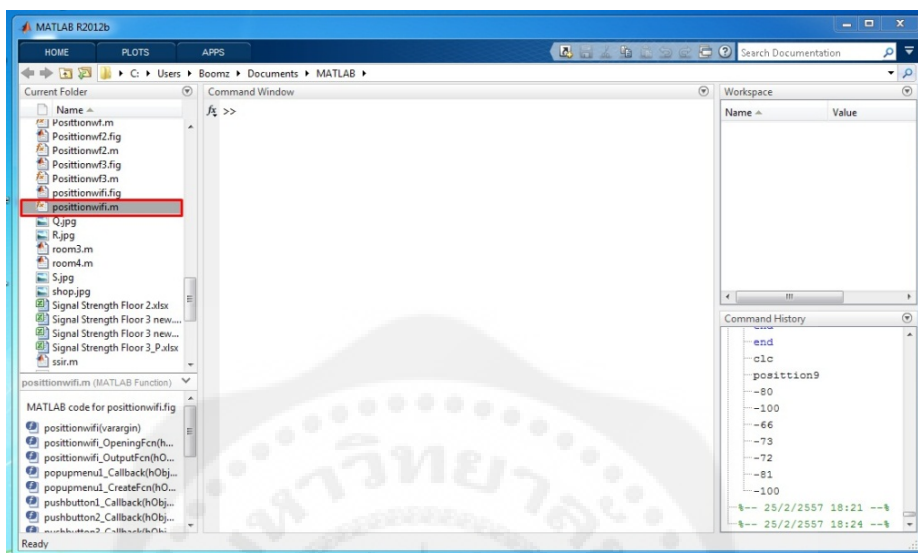 MATLAB R2012b
HOME PLOTS APPS
Search Documentation
C: Users Boomz Documents MATLAB
Current Folder
Name
Posittionwf.m
Posittionwf2.fig
Posittionwf2.m
Posittionwf3.fig
Posittionwf3.m
posittionwifi.fig
posittionwifi.m
Q.jpg
R.jpg
room3.m
room4.m
S.jpg
shop.jpg
Signal Strength Floor 2.xlsx
Signal Strength Floor 3 new....
Signal Strength Floor 3 new...
Signal Strength Floor 3_P.xlsx
ssir.m
posittionwifi.m (MATLAB Function)
MATLAB code for posittionwifi.fig
posittionwifi(varargin)
posittionwifi_OpeningFcn(h...
posittionwifi_OutputFcn(hO...
popupmenu1_Callback(hObj...
popupmenu1_CreateFcn(hO...
pushbutton1_Callback(hObj...
pushbutton2_Callback(hObj...
pushbutton3_Callback(hObj...
Ready
Command Window
fx >>
Workspace
Name Value
Command History
end
end
clc
posittion9
-80
-100
-66
-73
-72
-81
-100
%-- 25/2/2557 18:21 --%
%-- 25/2/2557 18:24 --%